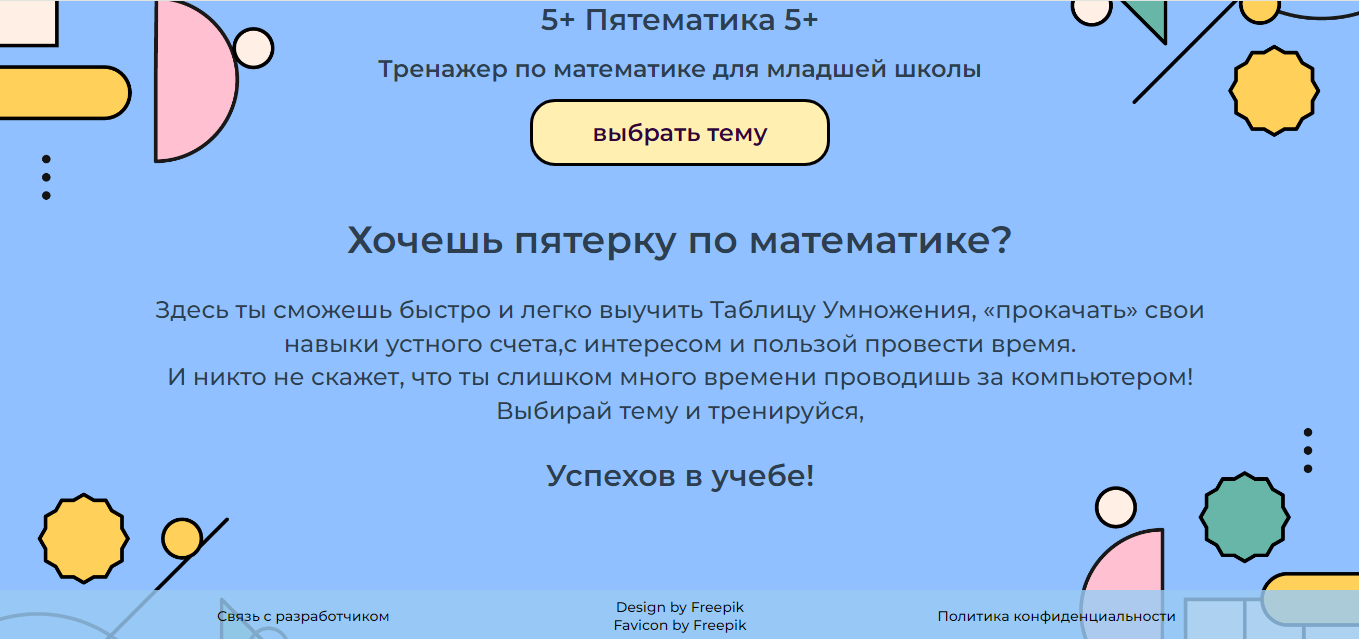 5+ Пятематика 5+
Тренажер по математике для младшей школы
выбрать тему
Хочешь пятерку по математике?
Здесь ты сможешь быстро и легко выучить Таблицу Умножения, «прокачать» свои
навыки устного счета,с интересом и пользой провести время.
И никто не скажет, что ты слишком много времени проводишь за компьютером!
Выбирай тему и тренируйся,
Успехов в учебе!
Связь с разработчиком
Design by Freepik
Favicon by Freepik
Политика конфиденциальности